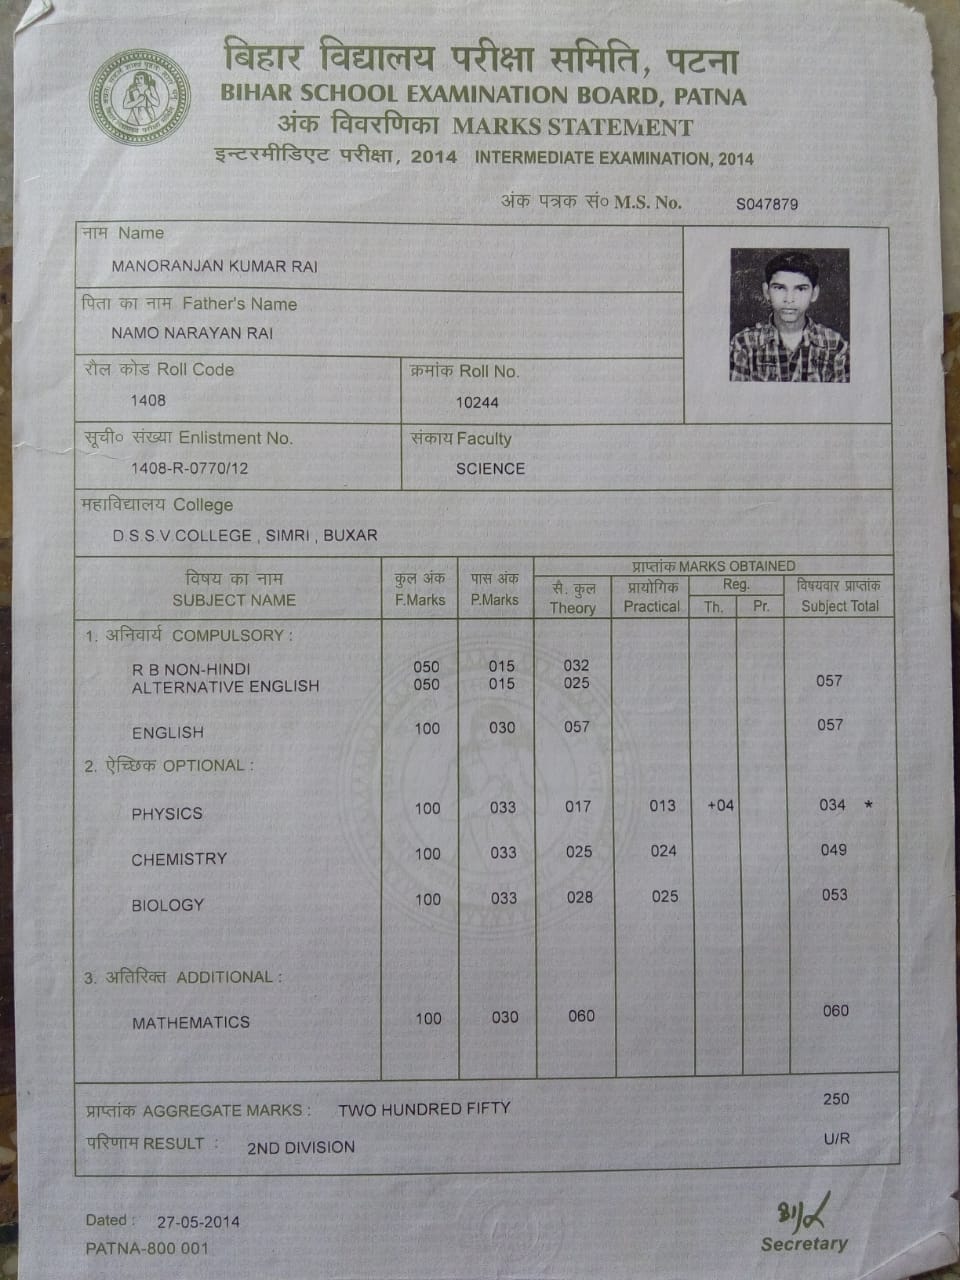 बिहार विद्यालय परीक्षा समिति, पटना
BIHAR SCHOOL EXAMINATION BOARD, PATNA
अंक विवरणिका MARKS STATEMENT
इन्टरमीडिएट परीक्षा, 2014 INTERMEDIATE EXAMINATION, 2014
अंक पत्रक सं० M.S. No. S047879
नाम Name
MANORANJAN KUMAR RAI
पिता का नाम Father's Name
NAMO NARAYAN RAI
रौल कोड Roll Code क्रमांक Roll No.
1408 10244
सूची० संख्या Enlistment No. संकाय Faculty
1408-R-0770/12 SCIENCE
महाविद्यालय College
D.S.S.V.COLLEGE , SIMRI , BUXAR
प्राप्तांक MARKS OBTAINED
विषय का नाम कुल अंक पास अंक सै. कुल प्रायोगिक Reg. विषयवार प्राप्तांक
SUBJECT NAME F.Marks P.Marks Theory Practical Th. Pr. Subject Total
1. अनिवार्य COMPULSORY :
R B NON-HINDI 050 015 032
ALTERNATIVE ENGLISH 050 015 025 057
ENGLISH 100 030 057 057
2. ऐच्छिक OPTIONAL :
PHYSICS 100 033 017 013 +04 034 *
CHEMISTRY 100 033 025 024 049
BIOLOGY 100 033 028 025 053
3. अतिरिक्त ADDITIONAL :
MATHEMATICS 100 030 060 060
प्राप्तांक AGGREGATE MARKS : TWO HUNDRED FIFTY 250
परिणाम RESULT : 2ND DIVISION U/R
Dated : 27-05-2014
PATNA-800 001
Secretary